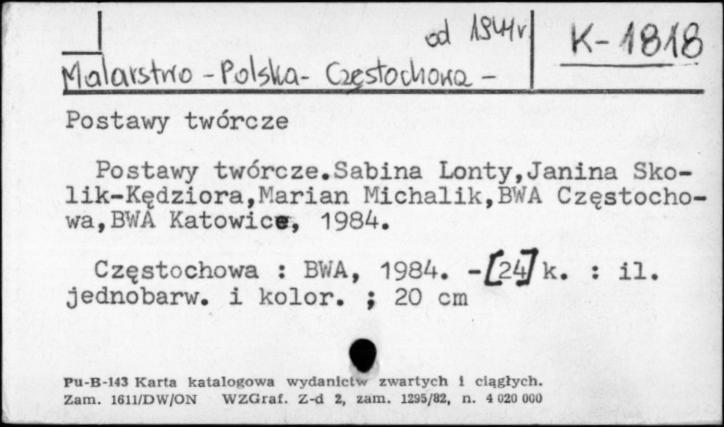 od 1944r K-1818
Malarstwo - Polska - Częstochowa -
Postawy twórcze
Postawy twórcze.Sabina Lonty,Janina Sko-
lik-Kędziora,Marian Michalik,BWA Częstocho-
wa,BWA Katowice, 1984.
Częstochowa : BWA, 1984. -[24]k. : il.
jednobarw. i kolor. ; 20 cm
Pu-B-143 Karta katalogowa wydanictw zwartych i ciągłych.
Zam. 1611/DW/ON WZGraf. Z-d 2, zam. 1295/82, n. 4 020 000